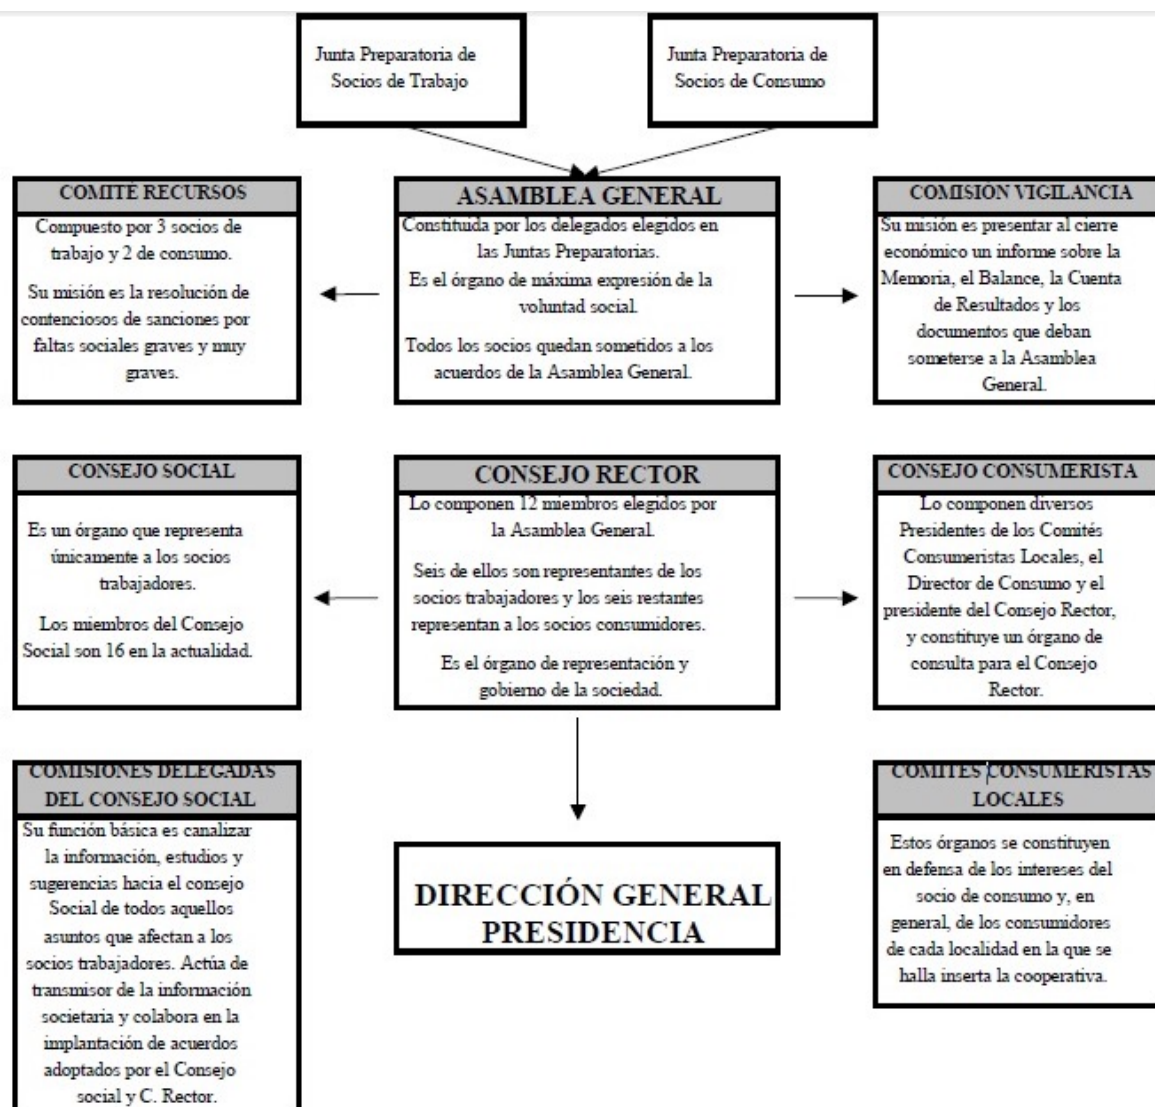 Junta Preparatoria de
Socios de Trabajo
Junta Preparatoria de
Socios de Consumo
COMITÉ RECURSOS
Compuesto por 3 socios de
trabajo y 2 de consumo.
Su misión es la resolución de
contenciosos de sanciones por
faltas sociales graves y muy
graves.
ASAMBLEA GENERAL
Constituida por los delegados elegidos en
las Juntas Preparatorias.
Es el órgano de máxima expresión de la
voluntad social.
Todos los socios quedan sometidos a los
acuerdos de la Asamblea General.
COMISIÓN VIGILANCIA
Su misión es presentar al cierre
económico un informe sobre la
Memoria, el Balance, la Cuenta
de Resultados y los
documentos que deban
someterse a la Asamblea
General.
CONSEJO SOCIAL
Es un órgano que representa
únicamente a los socios
trabajadores.
Los miembros del Consejo
Social son 16 en la actualidad.
CONSEJO RECTOR
Lo componen 12 miembros elegidos por
la Asamblea General.
Seis de ellos son representantes de los
socios trabajadores y los seis restantes
representan a los socios consumidores.
Es el órgano de representación y
gobierno de la sociedad.
CONSEJO CONSUMERISTA
Lo componen diversos
Presidentes de los Comités
Consumeristas Locales, el
Director de Consumo y el
presidente del Consejo Rector,
y constituye un órgano de
consulta para el Consejo
Rector.
COMISIONES DELEGADAS
DEL CONSEJO SOCIAL
Su función básica es canalizar
la información, estudios y
sugerencias hacia el consejo
Social de todos aquellos
asuntos que afectan a los
socios trabajadores. Actúa de
transmisor de la información
societaria y colabora en la
implantación de acuerdos
adoptados por el Consejo
social y C. Rector.
DIRECCIÓN GENERAL
PRESIDENCIA
COMITES CONSUMERISTAS
LOCALES
Estos órganos se constituyen
en defensa de los intereses del
socio de consumo y, en
general, de los consumidores
de cada localidad en la que se
halla inserta la cooperativa.